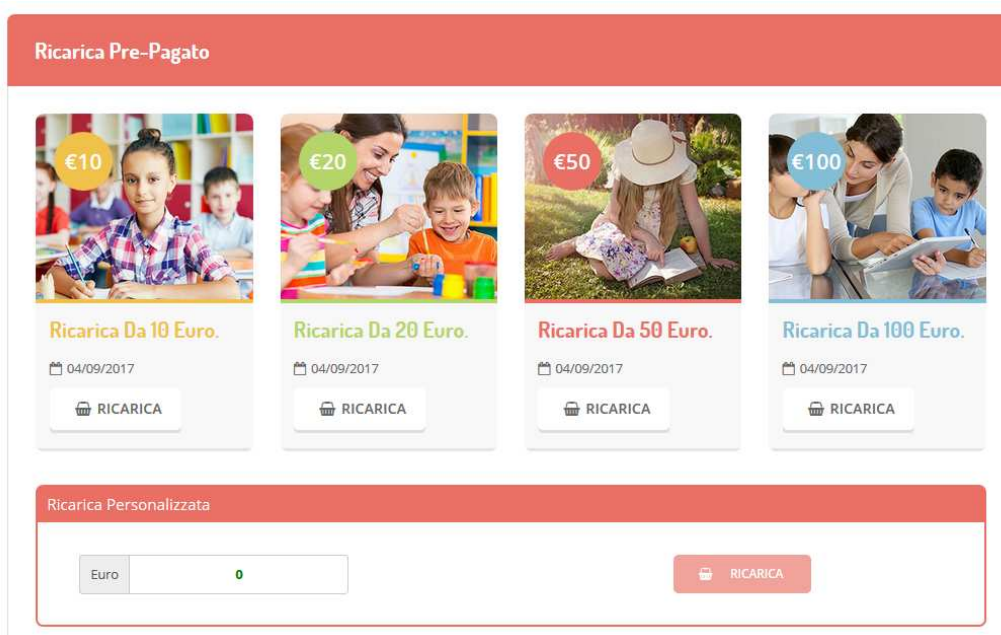 Ricarica Pre-Pagato
€10
€20
€50
€100
Ricarica Da 10 Euro.
Ricarica Da 20 Euro.
Ricarica Da 50 Euro.
Ricarica Da 100 Euro.
04/09/2017
04/09/2017
04/09/2017
04/09/2017
RICARICA
RICARICA
RICARICA
RICARICA
Ricarica Personalizzata
Euro
0
RICARICA